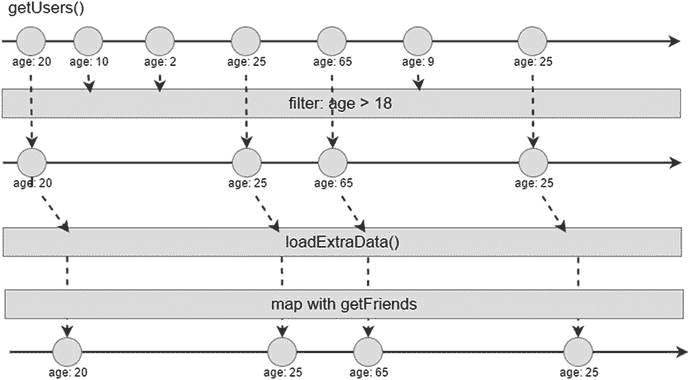 getUsers()
age: 20 age: 10 age: 2 age: 25 age: 65 age: 9 age: 25
filter: age > 18
age: 20 age: 25 age: 65 age: 25
loadExtraData()
map with getFriends
age: 20 age: 25 age: 65 age: 25